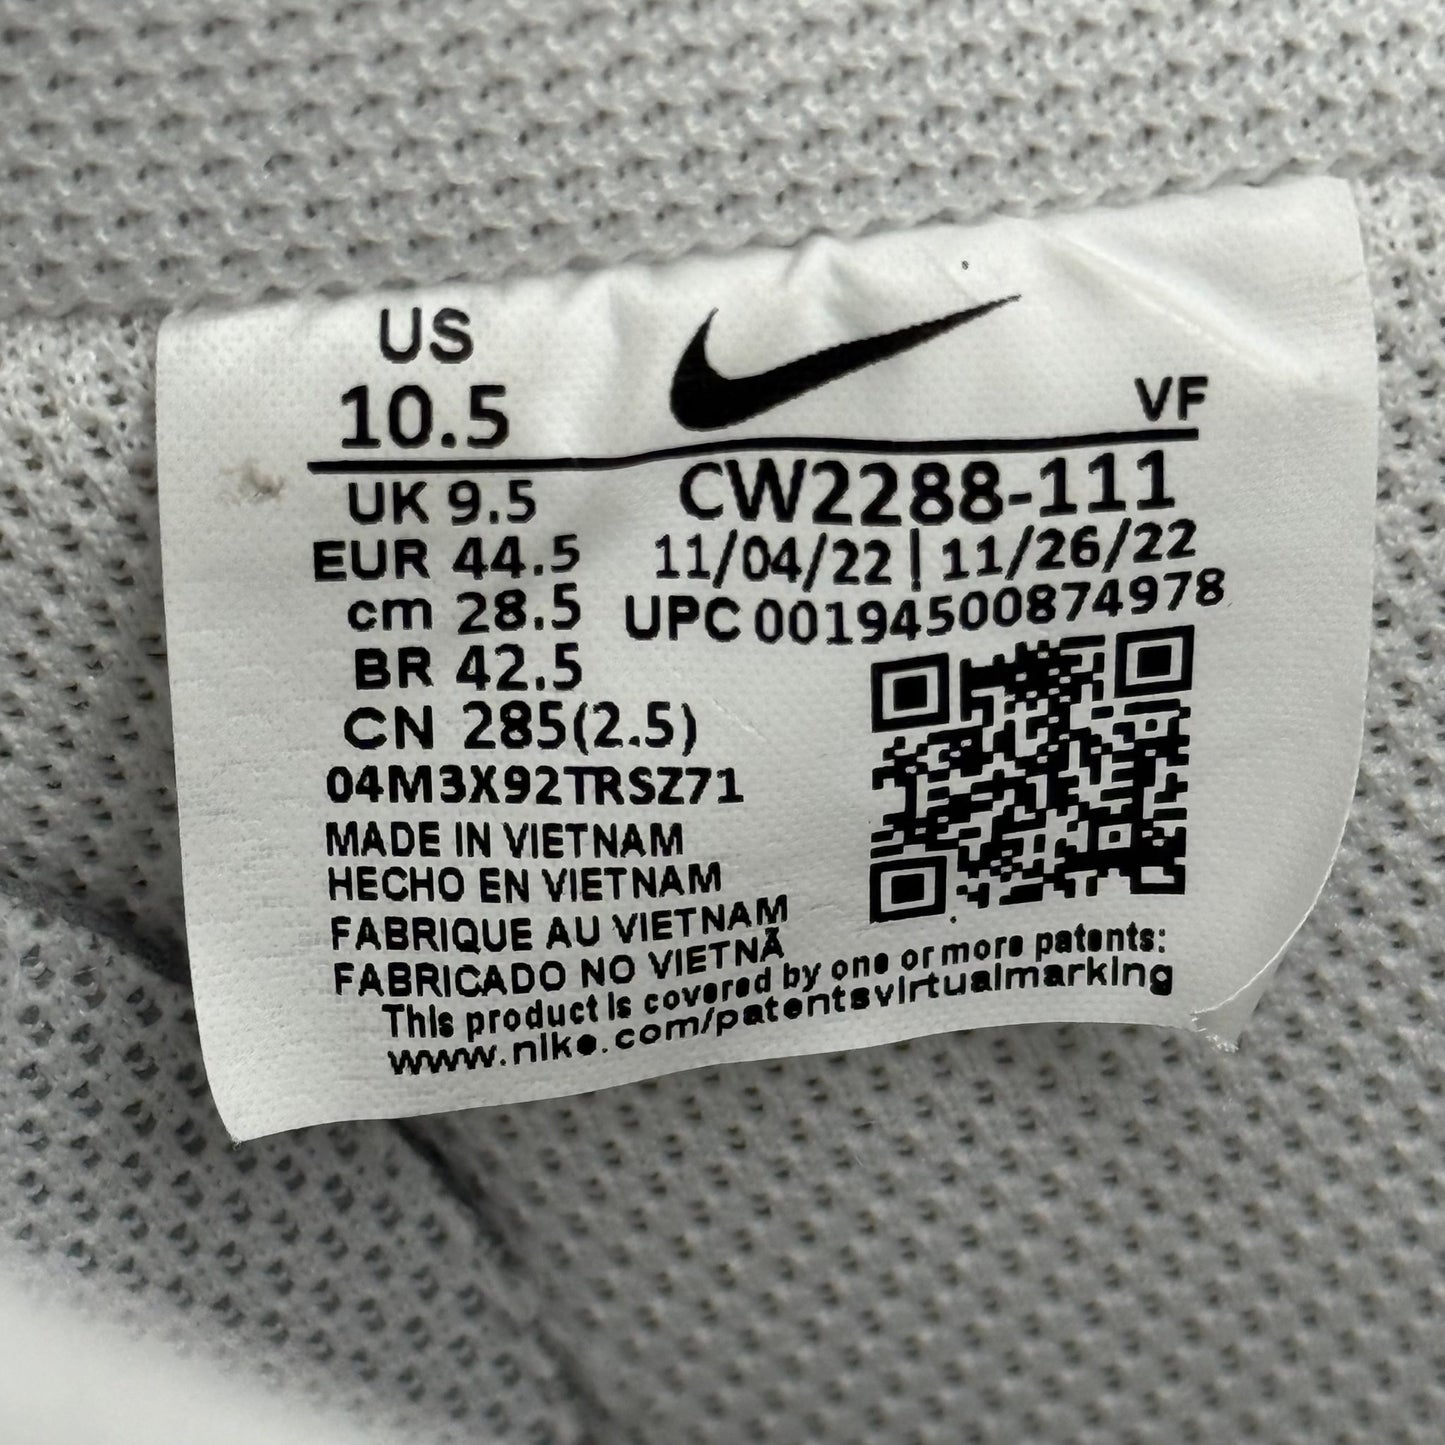 US
10.5
VF
UK 9.5
EUR 44.5
cm 28.5
BR 42.5
CN 285(2.5)
04M3X92TRSZ71
CW2288-111
11/04/22 | 11/26/22
UPC 00194500874978
MADE IN VIETNAM
HECHO EN VIETNAM
FABRIQUE AU VIETNAM
FABRICADO NO VIETNÃ
This product is covered by one or more patents:
www.nike.com/patentsvirtualmarking